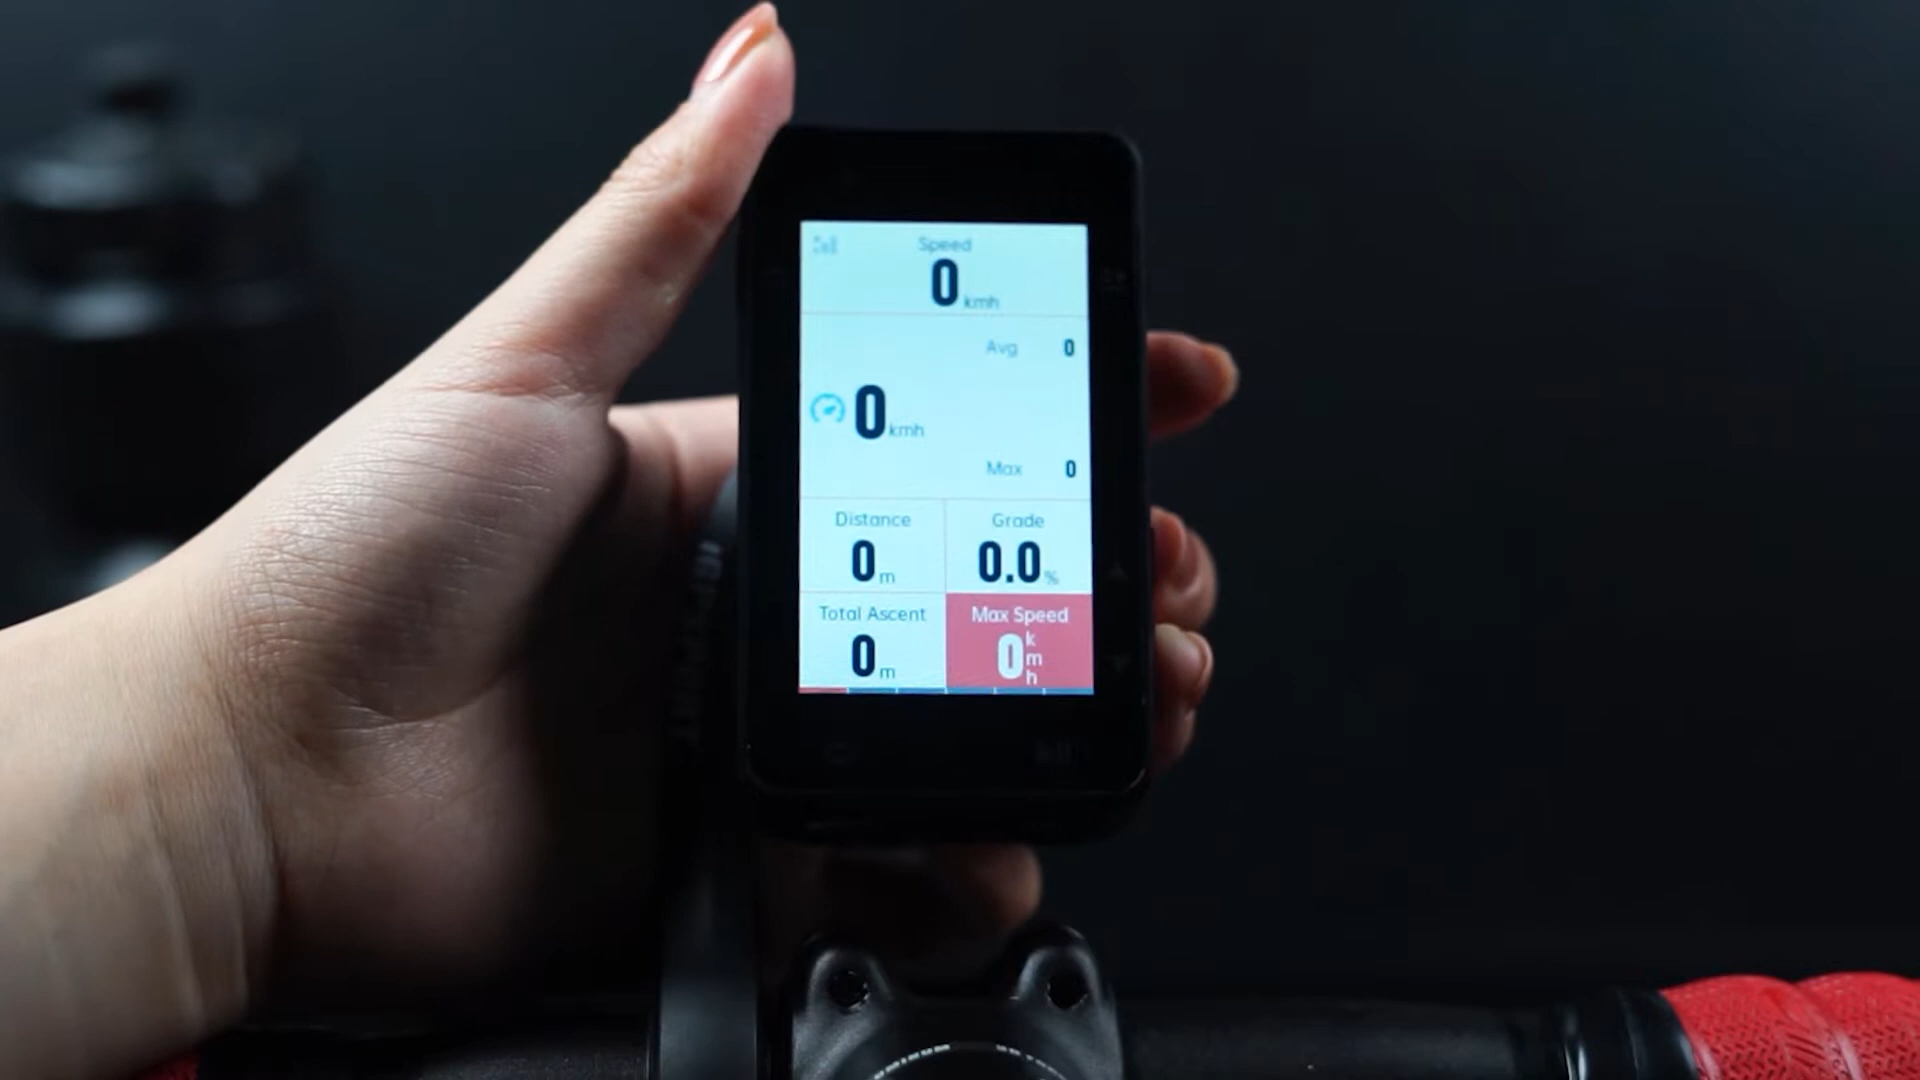 Speed
0 kmh
Avg 0
0 kmh
Max 0
Distance Grade
0 m 0.0 %
Total Ascent Max Speed
0 m 0 kmh